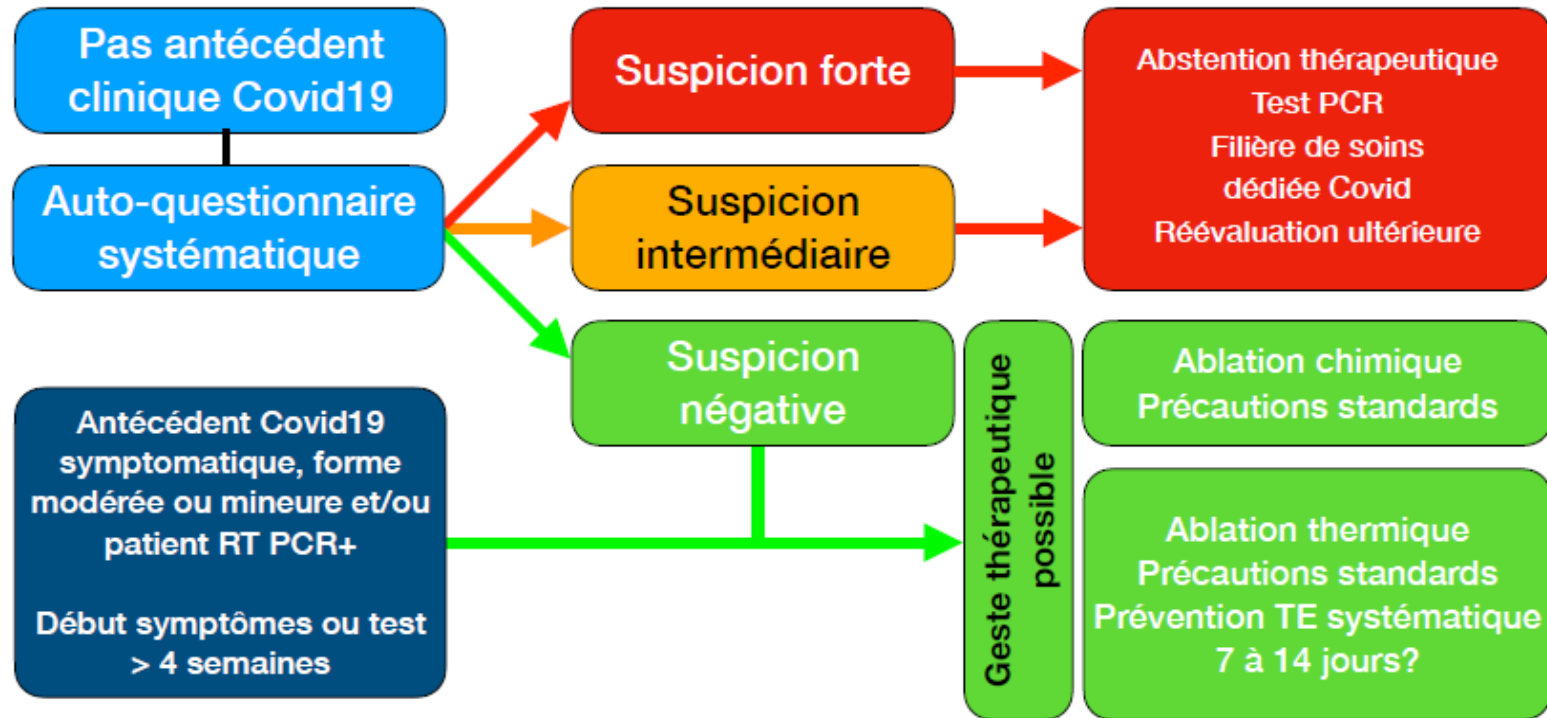 Pas antécédent
clinique Covid19
Auto-questionnaire
systématique
Suspicion forte
Suspicion
intermédiaire
Suspicion
négative
Abstention thérapeutique
Test PCR
Filière de soins
dédiée Covid
Réévaluation ultérieure
Antécédent Covid19
symptomatique, forme
modérée ou mineure et/ou
patient RT PCR+
Début symptômes ou test
> 4 semaines
Geste thérapeutique
possible
Ablation chimique
Précautions standards
Ablation thermique
Précautions standards
Prévention TE systématique
7 à 14 jours?